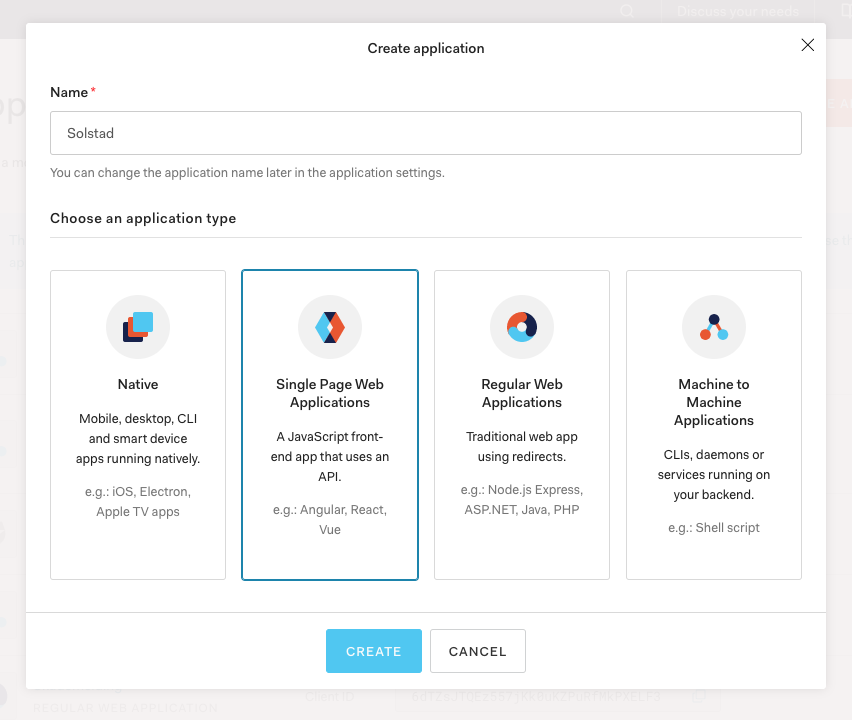 Discuss your needs
Create application
Name *
Solstad
You can change the application name later in the application settings.
Choose an application type
Native
Mobile, desktop, CLI
and smart device
apps running natively.
e.g.: iOS, Electron,
Apple TV apps
Single Page Web
Applications
A JavaScript front-
end app that uses an
API.
e.g.: Angular, React,
Vue
Regular Web
Applications
Traditional web app
using redirects.
e.g.: Node.js Express,
ASP.NET, Java, PHP
Machine to
Machine
Applications
CLIs, daemons or
services running on
your backend.
e.g.: Shell script
CREATE
CANCEL
Client ID
REGULAR WEB APPLICATION